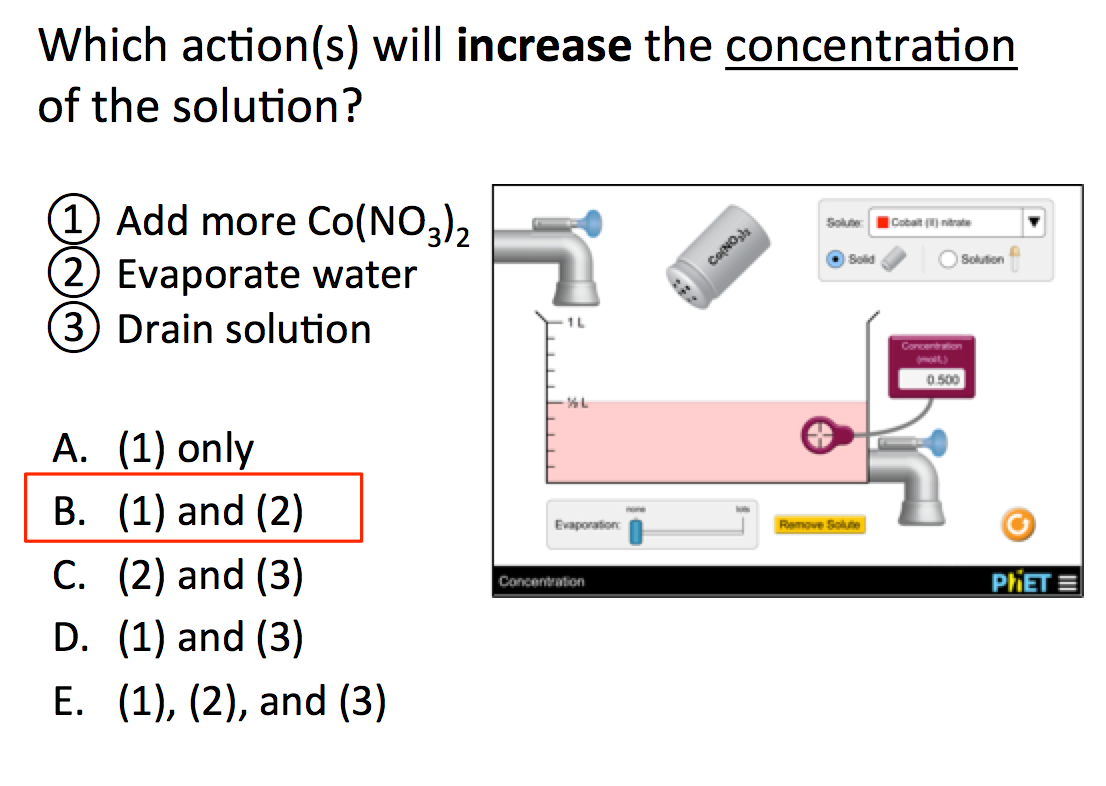 Which action(s) will increase the concentration
of the solution?
① Add more Co(NO₃)₂
② Evaporate water
③ Drain solution
A. (1) only
B. (1) and (2)
C. (2) and (3)
D. (1) and (3)
E. (1), (2), and (3)
Co(NO₃)₂
Solute: Cobalt (II) nitrate
Solid
Solution
1 L
½ L
Concentration
(mol/L)
0.500
Evaporation:
none
lots
Remove Solute
Concentration
PhET